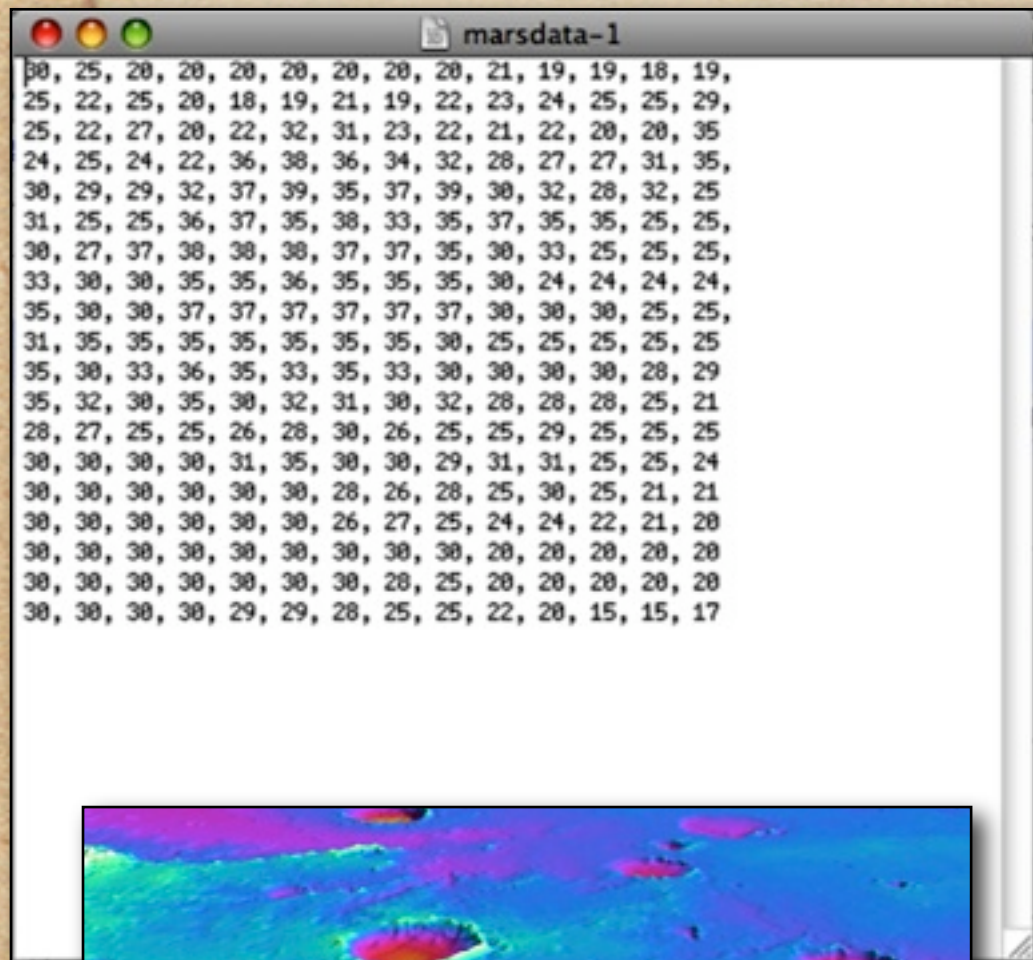 marsdata-1
30, 25, 20, 20, 20, 20, 20, 20, 20, 21, 19, 19, 18, 19,
25, 22, 25, 20, 18, 19, 21, 19, 22, 23, 24, 25, 25, 29,
25, 22, 27, 20, 22, 32, 31, 23, 22, 21, 22, 20, 20, 35
24, 25, 24, 22, 36, 38, 36, 34, 32, 28, 27, 27, 31, 35,
30, 29, 29, 32, 37, 39, 35, 37, 39, 30, 32, 28, 32, 25
31, 25, 25, 36, 37, 35, 38, 33, 35, 37, 35, 35, 25, 25,
30, 27, 37, 38, 38, 38, 37, 37, 35, 30, 33, 25, 25, 25,
33, 30, 30, 35, 35, 36, 35, 35, 35, 30, 24, 24, 24, 24,
35, 30, 30, 37, 37, 37, 37, 37, 37, 30, 30, 30, 25, 25,
31, 35, 35, 35, 35, 35, 35, 35, 30, 25, 25, 25, 25, 25
35, 30, 33, 36, 35, 33, 35, 33, 30, 30, 30, 30, 28, 29
35, 32, 30, 35, 30, 32, 31, 30, 32, 28, 28, 28, 25, 21
28, 27, 25, 25, 26, 28, 30, 26, 25, 25, 29, 25, 25, 25
30, 30, 30, 30, 31, 35, 30, 30, 29, 31, 31, 25, 25, 24
30, 30, 30, 30, 30, 30, 28, 26, 28, 25, 30, 25, 21, 21
30, 30, 30, 30, 30, 30, 26, 27, 25, 24, 24, 22, 21, 20
30, 30, 30, 30, 30, 30, 30, 30, 30, 20, 20, 20, 20, 20
30, 30, 30, 30, 30, 30, 30, 28, 25, 20, 20, 20, 20, 20
30, 30, 30, 30, 29, 29, 28, 25, 25, 22, 20, 15, 15, 17